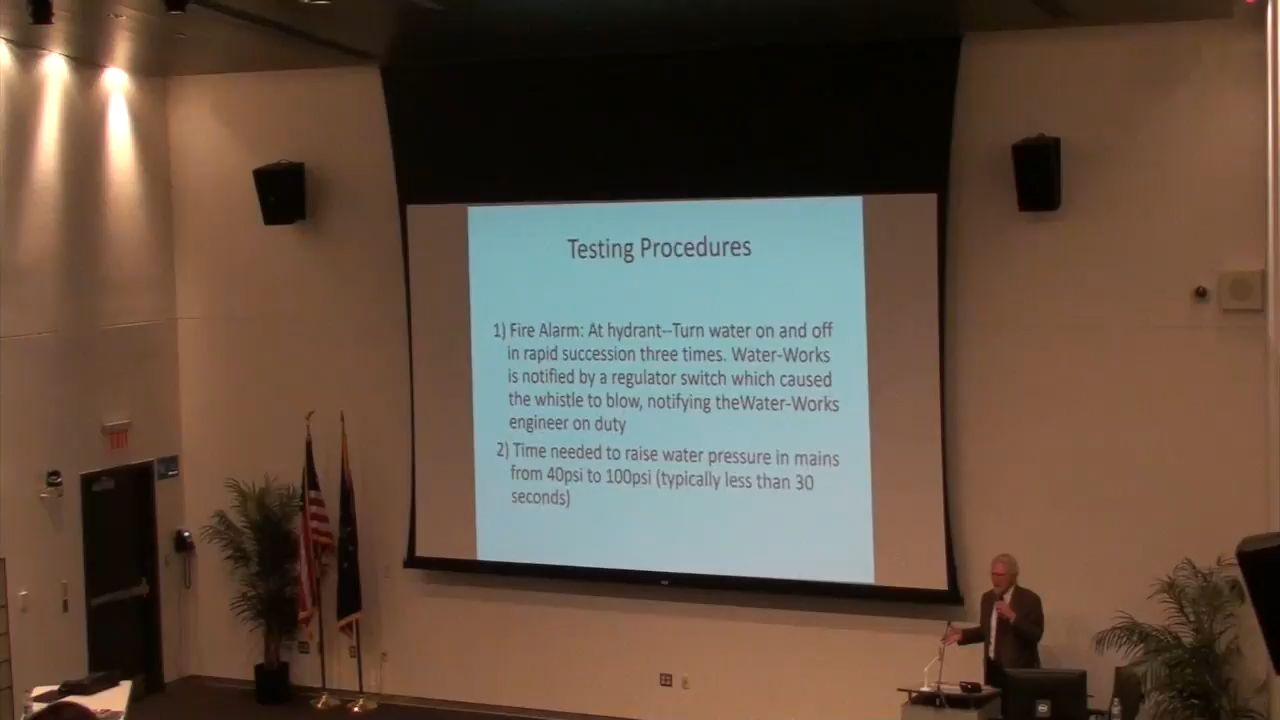 Testing Procedures
1) Fire Alarm: At hydrant--Turn water on and off
in rapid succession three times. Water-Works
is notified by a regulator switch which caused
the whistle to blow, notifying theWater-Works
engineer on duty
2) Time needed to raise water pressure in mains
from 40psi to 100psi (typically less than 30
seconds)
EXIT